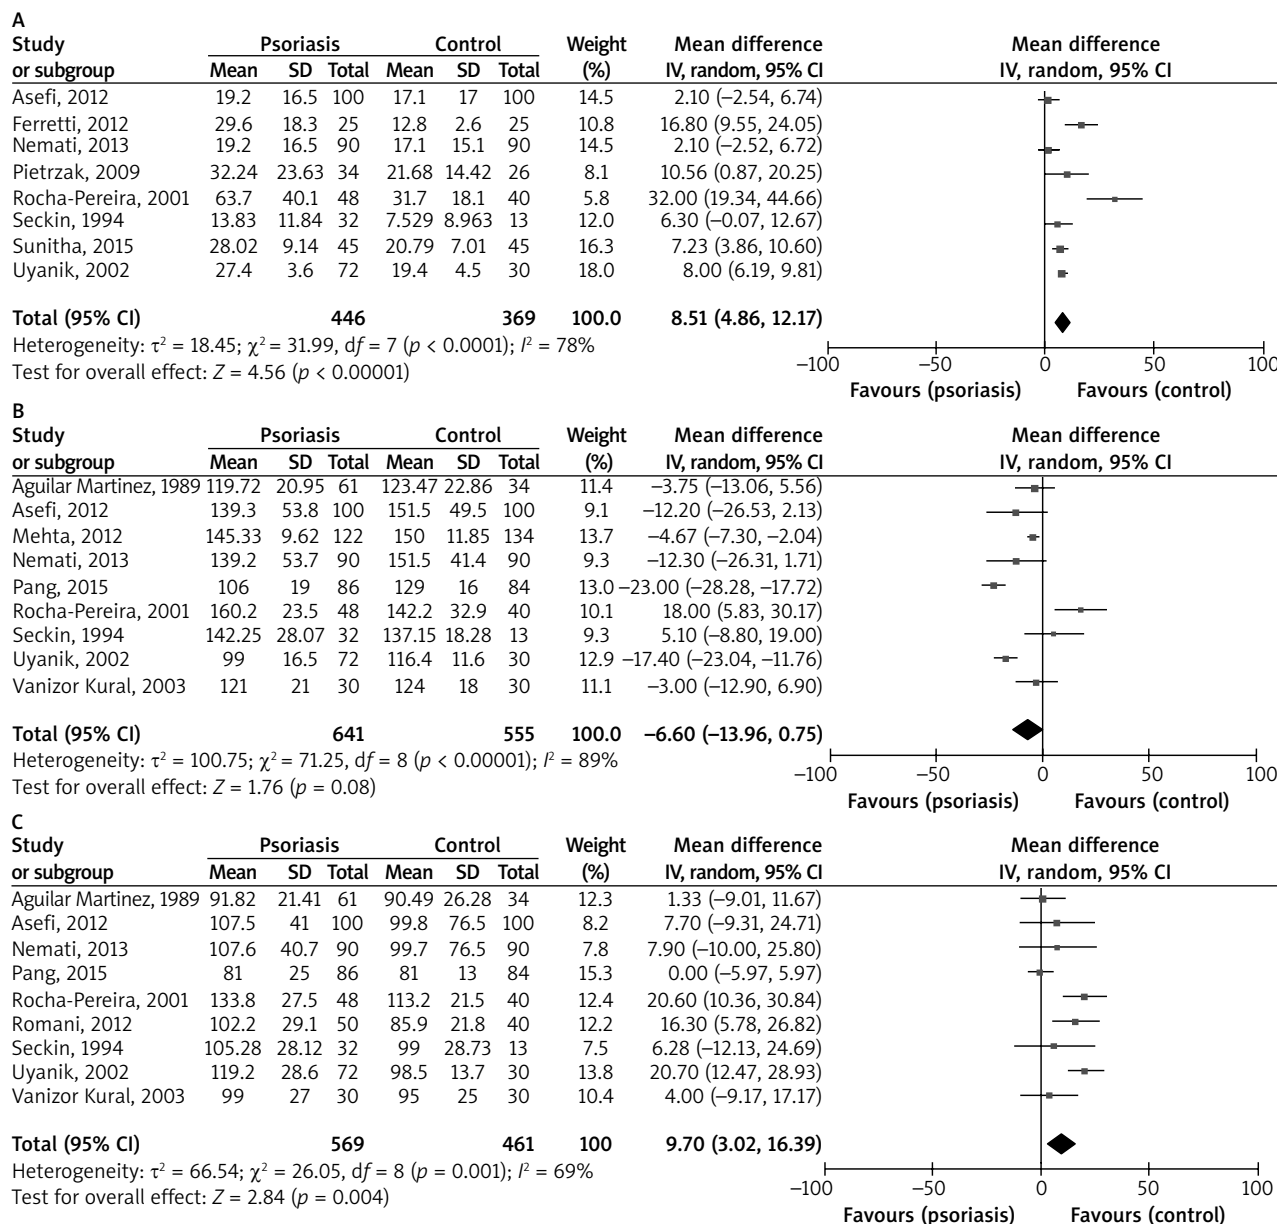 A
Study Psoriasis Control Weight Mean difference Mean difference
or subgroup Mean SD Total Mean SD Total (%) IV, random, 95% CI IV, random, 95% CI
Asefi, 2012 19.2 16.5 100 17.1 17 100 14.5 2.10 (–2.54, 6.74)
Ferretti, 2012 29.6 18.3 25 12.8 2.6 25 10.8 16.80 (9.55, 24.05)
Nemati, 2013 19.2 16.5 90 17.1 15.1 90 14.5 2.10 (–2.52, 6.72)
Pietrzak, 2009 32.24 23.63 34 21.68 14.42 26 8.1 10.56 (0.87, 20.25)
Rocha-Pereira, 2001 63.7 40.1 48 31.7 18.1 40 5.8 32.00 (19.34, 44.66)
Seckin, 1994 13.83 11.84 32 7.529 8.963 13 12.0 6.30 (–0.07, 12.67)
Sunitha, 2015 28.02 9.14 45 20.79 7.01 45 16.3 7.23 (3.86, 10.60)
Uyanik, 2002 27.4 3.6 72 19.4 4.5 30 18.0 8.00 (6.19, 9.81)
Total (95% CI) 446 369 100.0 8.51 (4.86, 12.17)
Heterogeneity: τ² = 18.45; χ² = 31.99, df = 7 (p < 0.0001); I² = 78%
Test for overall effect: Z = 4.56 (p < 0.00001)
–100 –50 0 50 100
Favours (psoriasis) Favours (control)
B
Study Psoriasis Control Weight Mean difference Mean difference
or subgroup Mean SD Total Mean SD Total (%) IV, random, 95% CI IV, random, 95% CI
Aguilar Martinez, 1989 119.72 20.95 61 123.47 22.86 34 11.4 –3.75 (–13.06, 5.56)
Asefi, 2012 139.3 53.8 100 151.5 49.5 100 9.1 –12.20 (–26.53, 2.13)
Mehta, 2012 145.33 9.62 122 150 11.85 134 13.7 –4.67 (–7.30, –2.04)
Nemati, 2013 139.2 53.7 90 151.5 41.4 90 9.3 –12.30 (–26.31, 1.71)
Pang, 2015 106 19 86 129 16 84 13.0 –23.00 (–28.28, –17.72)
Rocha-Pereira, 2001 160.2 23.5 48 142.2 32.9 40 10.1 18.00 (5.83, 30.17)
Seckin, 1994 142.25 28.07 32 137.15 18.28 13 9.3 5.10 (–8.80, 19.00)
Uyanik, 2002 99 16.5 72 116.4 11.6 30 12.9 –17.40 (–23.04, –11.76)
Vanizor Kural, 2003 121 21 30 124 18 30 11.1 –3.00 (–12.90, 6.90)
Total (95% CI) 641 555 100.0 –6.60 (–13.96, 0.75)
Heterogeneity: τ² = 100.75; χ² = 71.25, df = 8 (p < 0.00001); I² = 89%
Test for overall effect: Z = 1.76 (p = 0.08)
–100 –50 0 50 100
Favours (psoriasis) Favours (control)
C
Study Psoriasis Control Weight Mean difference Mean difference
or subgroup Mean SD Total Mean SD Total (%) IV, random, 95% CI IV, random, 95% CI
Aguilar Martinez, 1989 91.82 21.41 61 90.49 26.28 34 12.3 1.33 (–9.01, 11.67)
Asefi, 2012 107.5 41 100 99.8 76.5 100 8.2 7.70 (–9.31, 24.71)
Nemati, 2013 107.6 40.7 90 99.7 76.5 90 7.8 7.90 (–10.00, 25.80)
Pang, 2015 81 25 86 81 13 84 15.3 0.00 (–5.97, 5.97)
Rocha-Pereira, 2001 133.8 27.5 48 113.2 21.5 40 12.4 20.60 (10.36, 30.84)
Romani, 2012 102.2 29.1 50 85.9 21.8 40 12.2 16.30 (5.78, 26.82)
Seckin, 1994 105.28 28.12 32 99 28.73 13 7.5 6.28 (–12.13, 24.69)
Uyanik, 2002 119.2 28.6 72 98.5 13.7 30 13.8 20.70 (12.47, 28.93)
Vanizor Kural, 2003 99 27 30 95 25 30 10.4 4.00 (–9.17, 17.17)
Total (95% CI) 569 461 100 9.70 (3.02, 16.39)
Heterogeneity: τ² = 66.54; χ² = 26.05, df = 8 (p = 0.001); I² = 69%
Test for overall effect: Z = 2.84 (p = 0.004)
–100 –50 0 50 100
Favours (psoriasis) Favours (control)